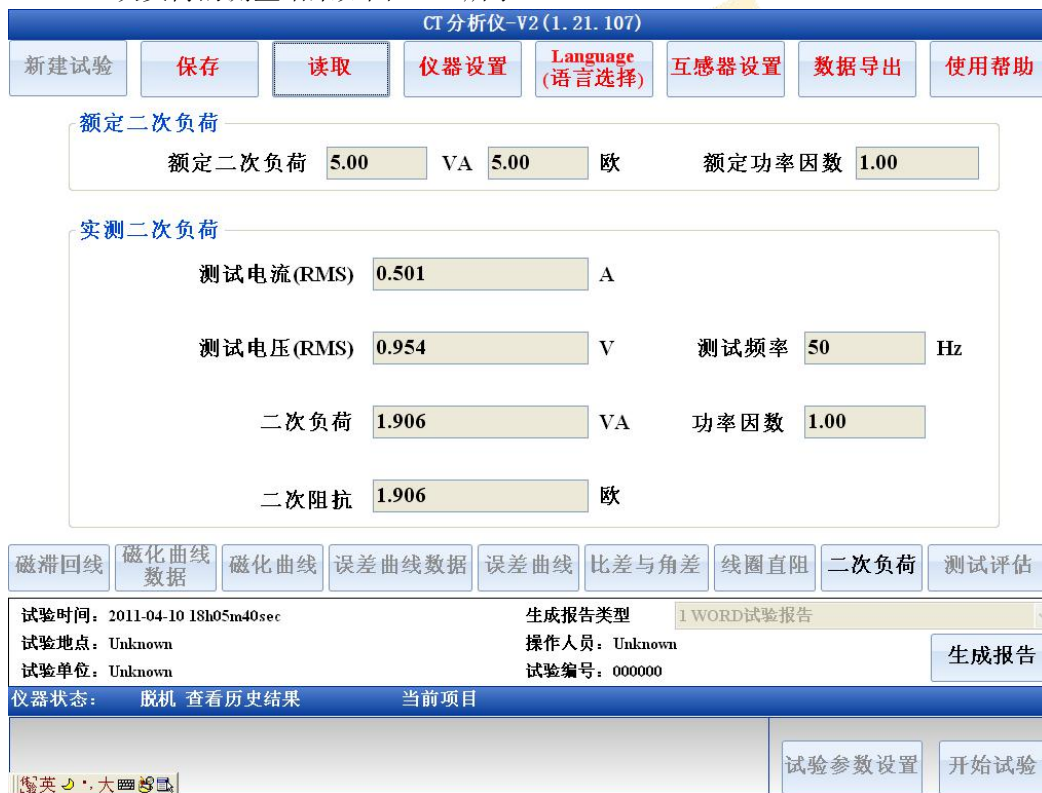 CT分析仪-V2(1.21.107)
新建试验 保存 读取 仪器设置 Language (语言选择) 互感器设置 数据导出 使用帮助
额定二次负荷
额定二次负荷 5.00 VA 5.00 欧 额定功率因数 1.00
实测二次负荷
测试电流(RMS) 0.501 A
测试电压(RMS) 0.954 V 测试频率 50 Hz
二次负荷 1.906 VA 功率因数 1.00
二次阻抗 1.906 欧
磁滞回线 磁化曲线数据 磁化曲线 误差曲线数据 误差曲线 比差与角差 线圈直阻 二次负荷 测试评估
试验时间: 2011-04-10 18h05m40sec 生成报告类型 1 WORD试验报告
试验地点: Unknown 操作人员: Unknown
试验单位: Unknown 试验编号: 000000 生成报告
仪器状态: 脱机 查看历史结果 当前项目
试验参数设置 开始试验
英 大